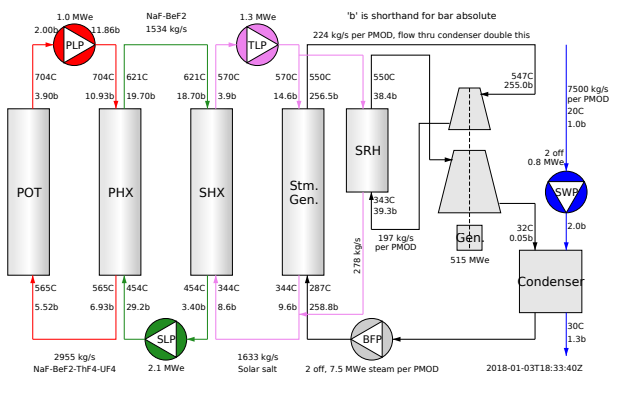 1.0 MWe
NaF-BeF2
1534 kg/s
1.3 MWe
'b' is shorthand for bar absolute
2.00b
PLP
11.86b
TLP
224 kg/s per PMOD, flow thru condenser double this
704C
704C
621C
621C
570C
570C
550C
550C
547C
255.0b
3.90b
10.93b
19.70b
18.70b
3.9b
14.6b
256.5b
38.4b
7500 kg/s
per PMOD
20C
1.0b
POT
PHX
SHX
Stm.
Gen.
SRH
2 off
0.8 MWe
SWP
343C
39.3b
197 kg/s
per PMOD
278 kg/s
Gen.
515 MWe
32C
0.05b
2.0b
565C
565C
454C
454C
344C
344C
287C
Condenser
5.52b
6.93b
29.2b
3.40b
8.6b
9.6b
258.8b
30C
1.3b
SLP
BFP
2955 kg/s
NaF-BeF2-ThF4-UF4
2.1 MWe
1633 kg/s
Solar salt
2 off, 7.5 MWe steam per PMOD
2018-01-03T18:33:40Z